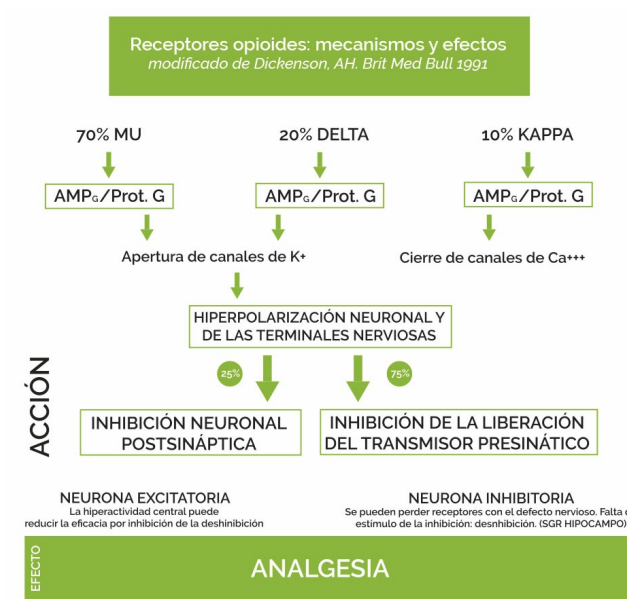 Receptores opioides: mecanismos y efectos
modificado de Dickenson, AH. Brit Med Bull 1991
70% MU
20% DELTA
10% KAPPA
AMPG/Prot. G
AMPG/Prot. G
AMPG/Prot. G
Apertura de canales de K+
Cierre de canales de Ca+++
HIPERPOLARIZACIÓN NEURONAL Y
DE LAS TERMINALES NERVIOSAS
25%
75%
ACCIÓN
INHIBICIÓN NEURONAL
POSTSINÁPTICA
INHIBICIÓN DE LA LIBERACIÓN
DEL TRANSMISOR PRESINÁTICO
NEURONA EXCITATORIA
La hiperactividad central puede
reducir la eficacia por inhibición de la deshinibición
NEURONA INHIBITORIA
Se pueden perder receptores con el defecto nervioso. Falta
estímulo de la inhibición: desnhibición. (SGR HIPOCAMPO)
EFECTO
ANALGESIA